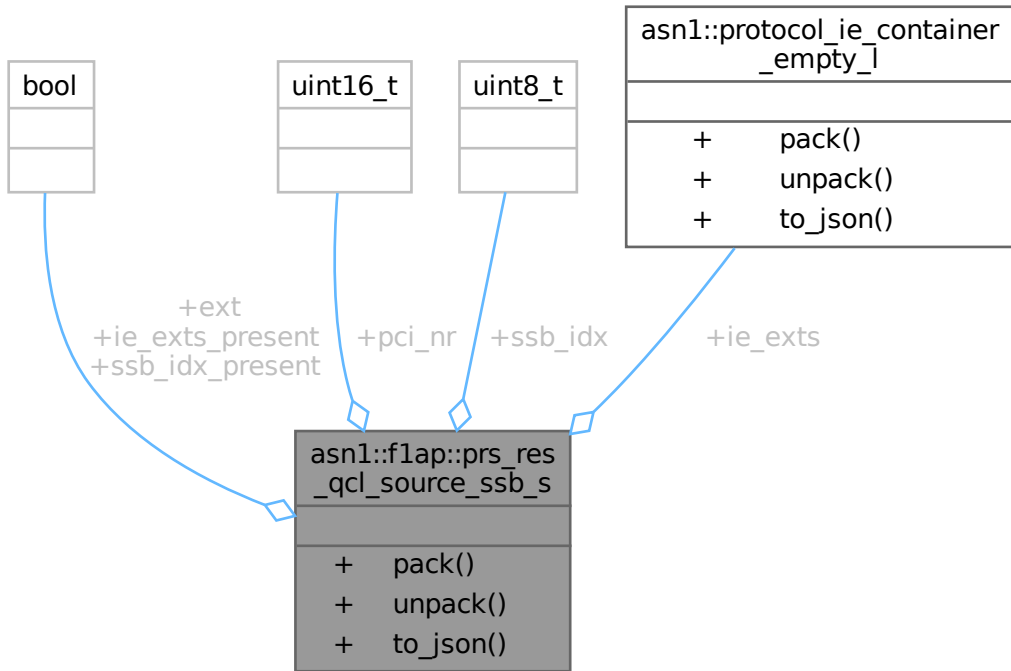 asn1::protocol_ie_container
_empty_l
+ pack()
+ unpack()
+ to_json()
bool
uint16_t
uint8_t
+ext
+ie_exts_present
+ssb_idx_present
+pci_nr
+ssb_idx
+ie_exts
asn1::f1ap::prs_res
_qcl_source_ssb_s
+ pack()
+ unpack()
+ to_json()